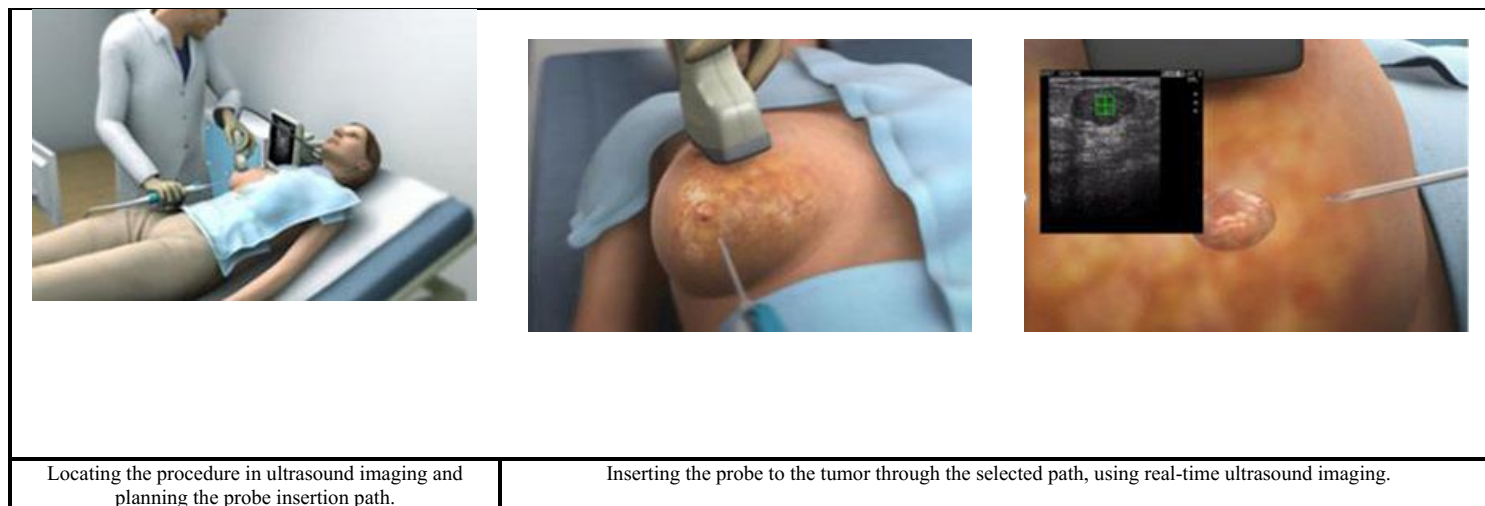 Locating the procedure in ultrasound imaging and
planning the probe insertion path.
Inserting the probe to the tumor through the selected path, using real-time ultrasound imaging.